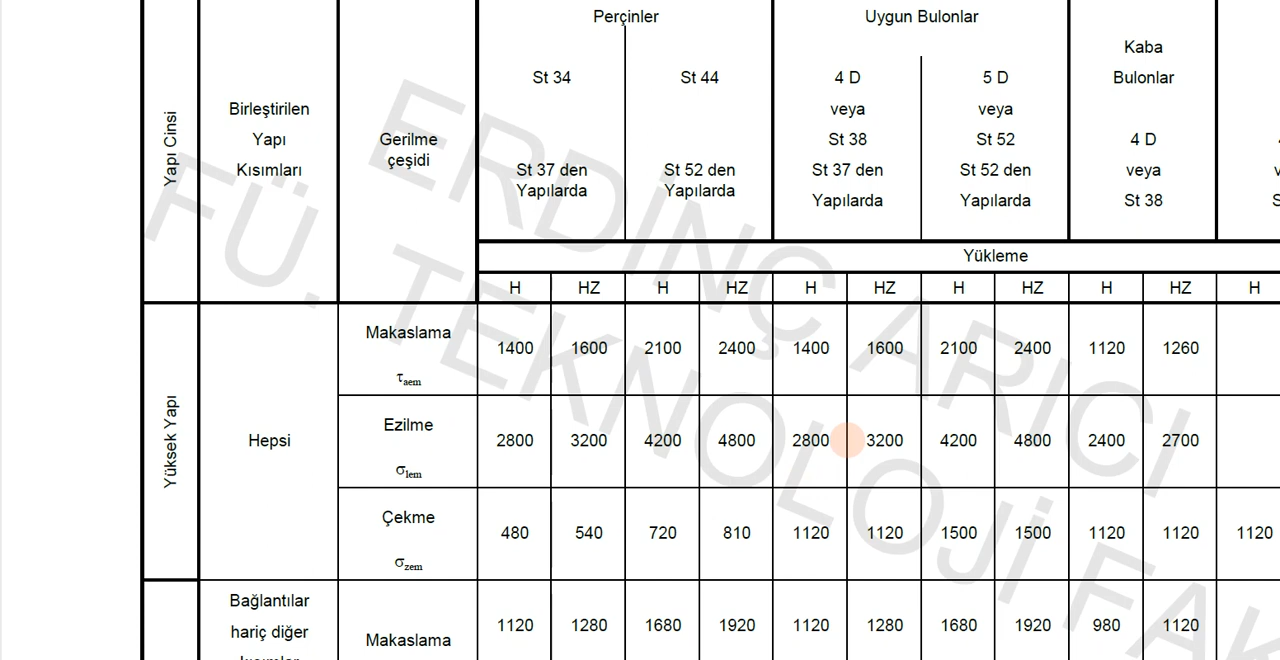 Perçinler Uygun Bulonlar
Kaba
St 34 St 44 4 D 5 D Bulonlar
Birleştirilen veya veya
Yapı Cinsi Yapı Gerilme St 38 St 52 4 D
çeşidi
Kısımları St 37 den St 52 den St 37 den St 52 den veya
Yapılarda Yapılarda
Yapılarda Yapılarda St 38
Yükleme
H HZ H HZ H HZ H HZ H HZ H
Makaslama
1400 1600 2100 2400 1400 1600 2100 2400 1120 1260
τaem
Ezilme
Yüksek Yapı Hepsi 2800 3200 4200 4800 2800 3200 4200 4800 2400 2700
σlem
Çekme
480 540 720 810 1120 1120 1500 1500 1120 1120 1120
σzem
Bağlantılar
hariç diğer 1120 1280 1680 1920 1120 1280 1680 1920 980 1120
Makaslama
ERDİNÇ ARICI
FÜ. TEKNOLOJİ FAK